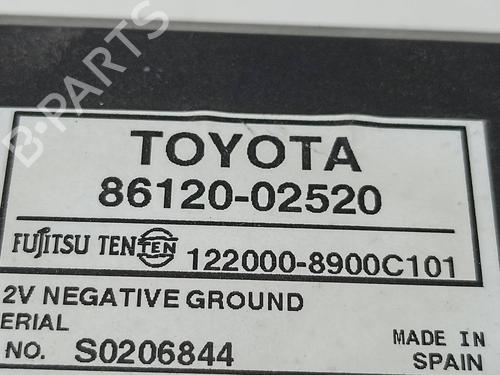 B-PARTS
TOYOTA
86120-02520
FUJITSU TEN TEN 122000-8900C101
2V NEGATIVE GROUND
ERIAL
NO. S0206844
MADE IN
SPAIN